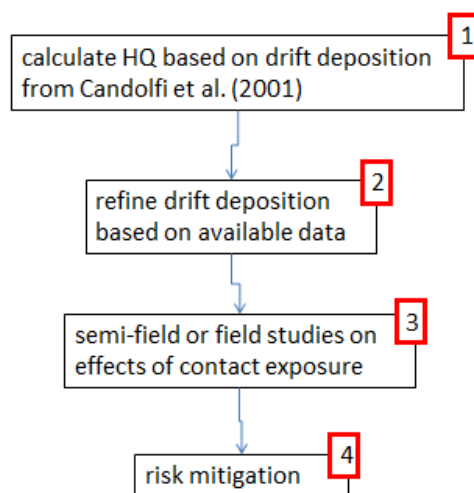 1
calculate HQ based on drift deposition
from Candolfi et al. (2001)
2
refine drift deposition
based on available data
3
semi-field or field studies on
effects of contact exposure
4
risk mitigation